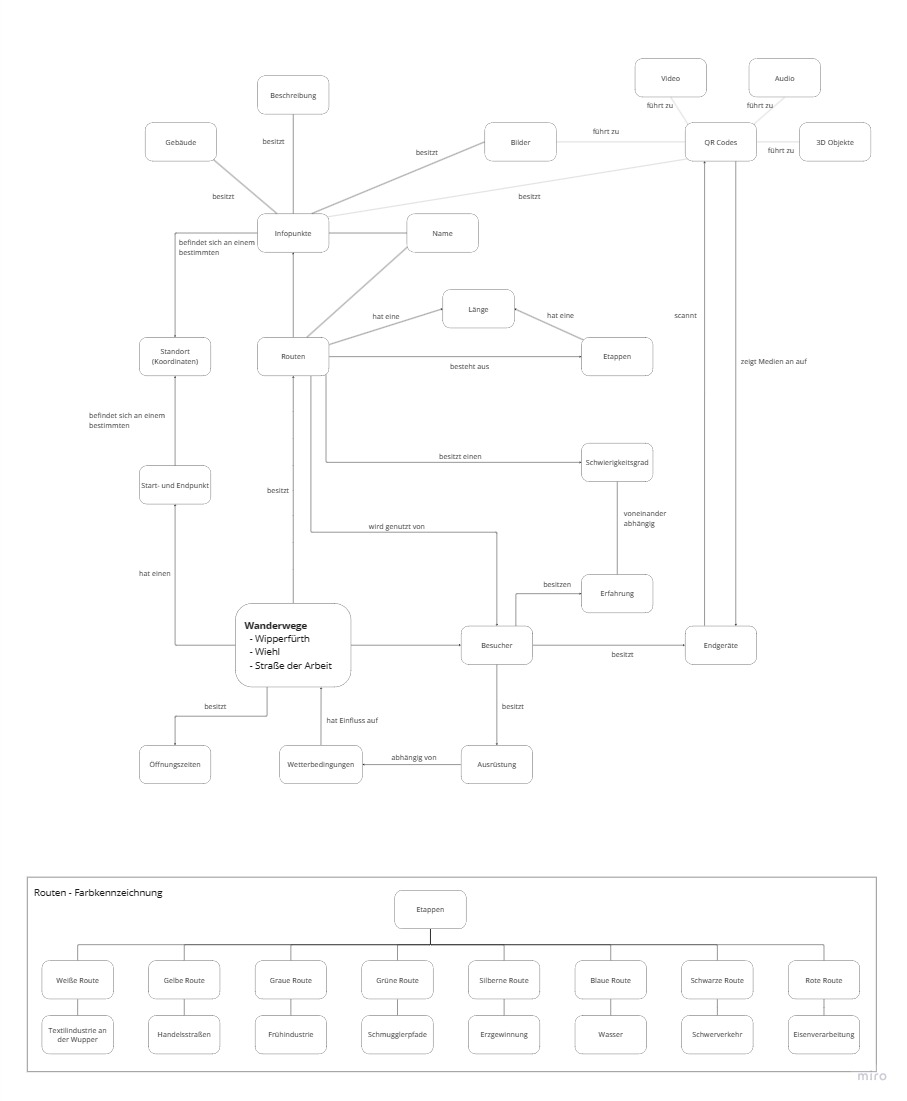 Video
Audio
führt zu
führt zu
Beschreibung
Gebäude
besitzt
besitzt
Bilder
führt zu
QR Codes
führt zu
3D Objekte
besitzt
besitzt
besitzt
Infopunkte
Name
befindet sich an einem
bestimmten
hat eine
Länge
hat eine
scannt
Standort
(Koordinaten)
Routen
besteht aus
Etappen
zeigt Medien an auf
befindet sich an einem
bestimmten
besitzt einen
Schwierigkeitsgrad
Start- und Endpunkt
besitzt
voneinander
abhängig
wird genutzt von
hat einen
besitzen
Erfahrung
Wanderwege
- Wipperfürth
- Wiehl
- Straße der Arbeit
Besucher
besitzt
Endgeräte
besitzt
hat Einfluss auf
besitzt
Öffnungszeiten
Wetterbedingungen
abhängig von
Ausrüstung
Routen - Farbkennzeichnung
Etappen
Weiße Route
Gelbe Route
Graue Route
Grüne Route
Silberne Route
Blaue Route
Schwarze Route
Rote Route
Textilindustrie an
der Wupper
Handelsstraßen
Frühindustrie
Schmugglerpfade
Erzgewinnung
Wasser
Schwerverkehr
Eisenverarbeitung
miro